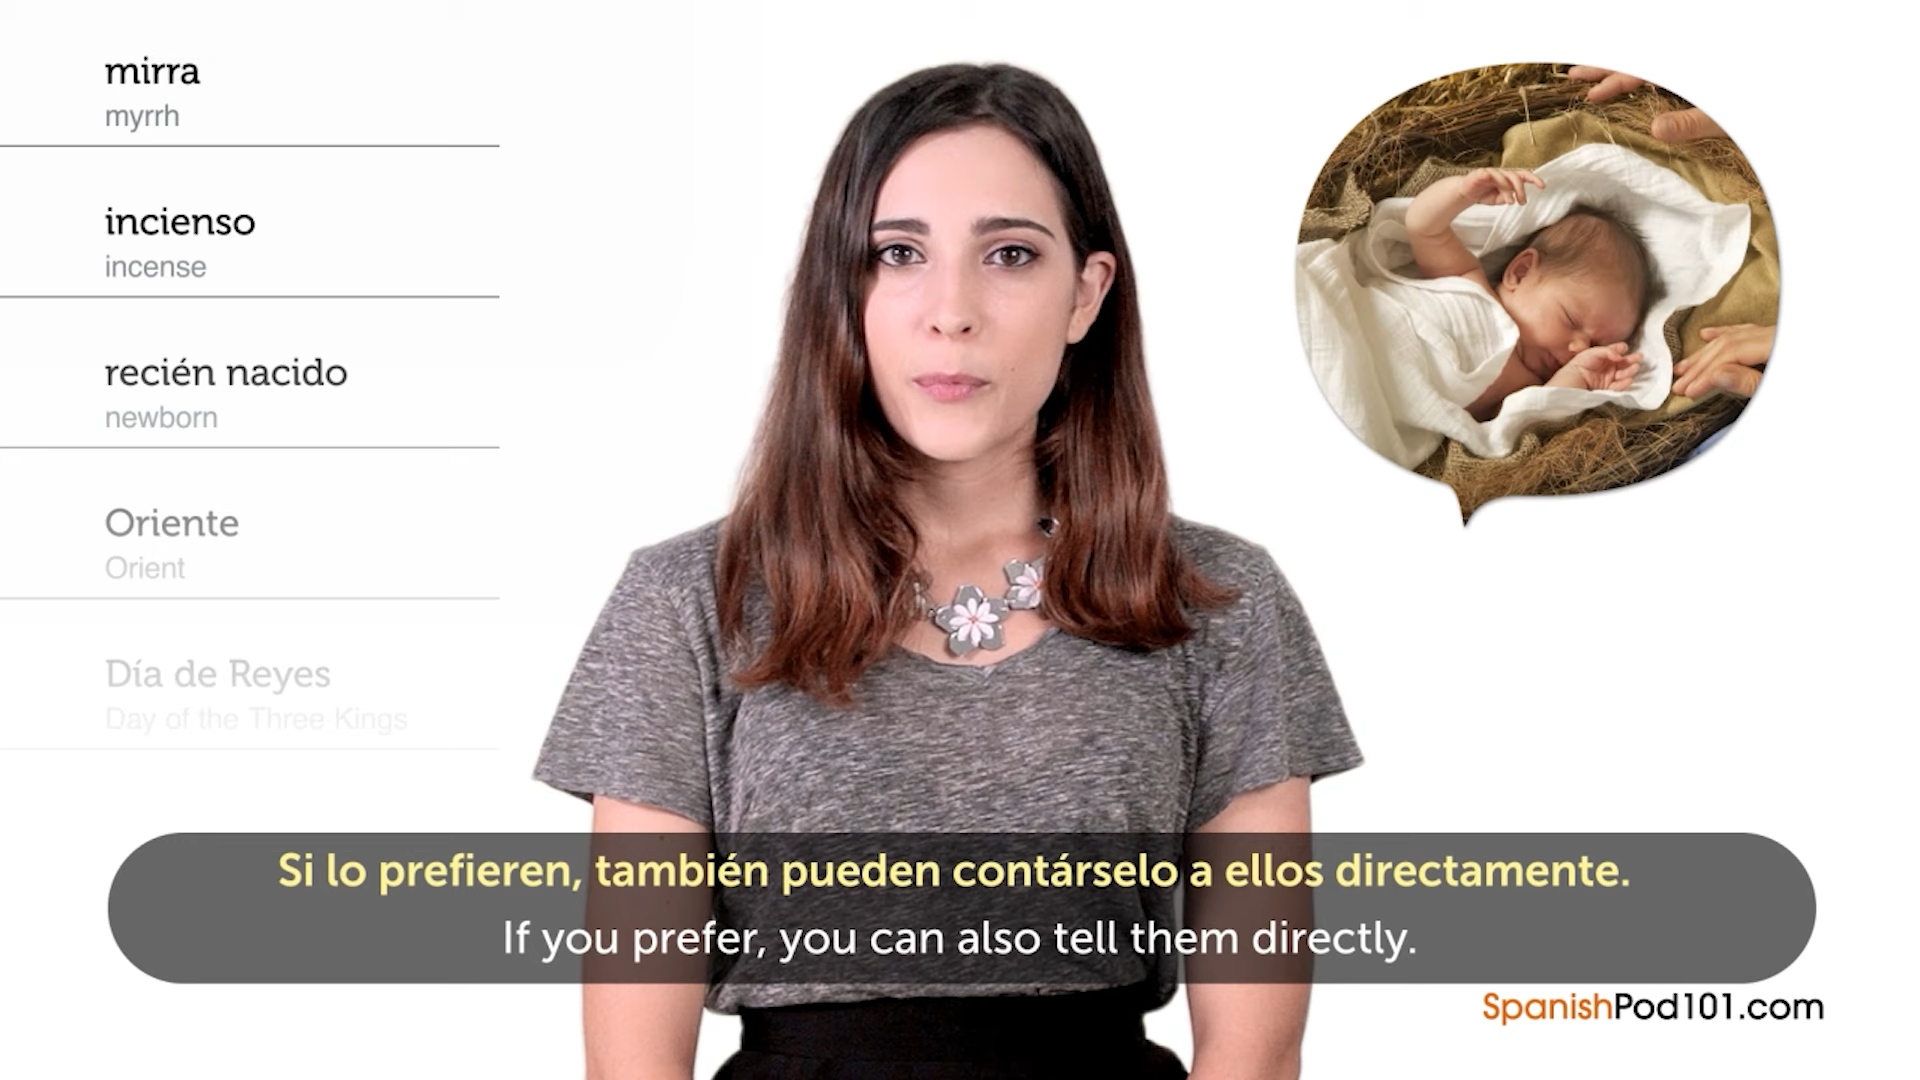 mirra
myrrh
incienso
incense
recién nacido
newborn
Oriente
Orient
Día de Reyes
Day of the Three Kings
Si lo prefieren, también pueden contárselo a ellos directamente.
If you prefer, you can also tell them directly.
SpanishPod101.com